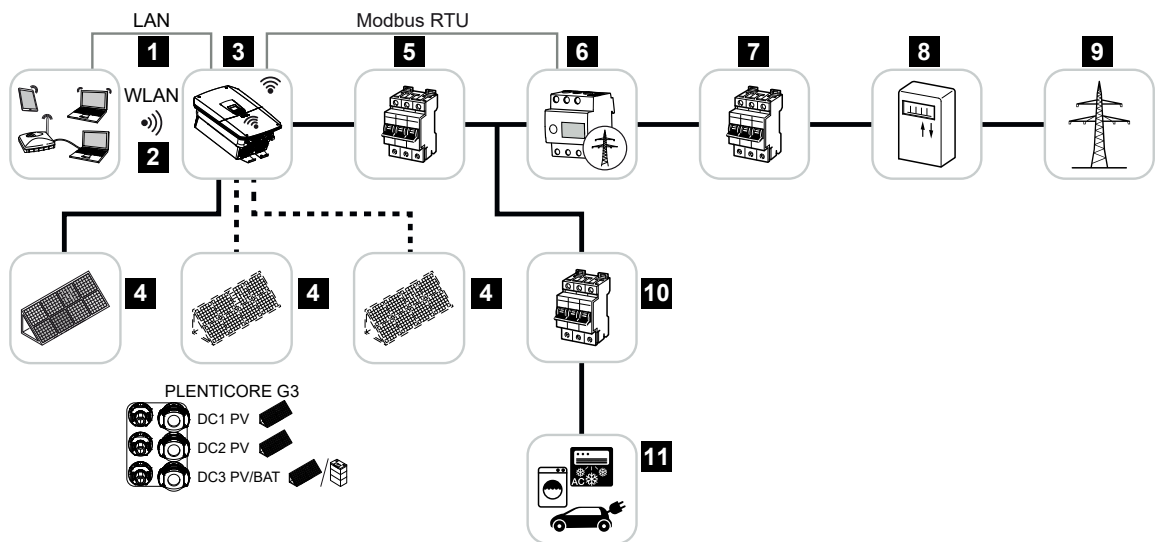 LAN
Modbus RTU
1
3
5
6
7
8
9
WLAN
2
4
4
4
10
PLENTICORE G3
DC1 PV
DC2 PV
DC3 PV/BAT
11
AC